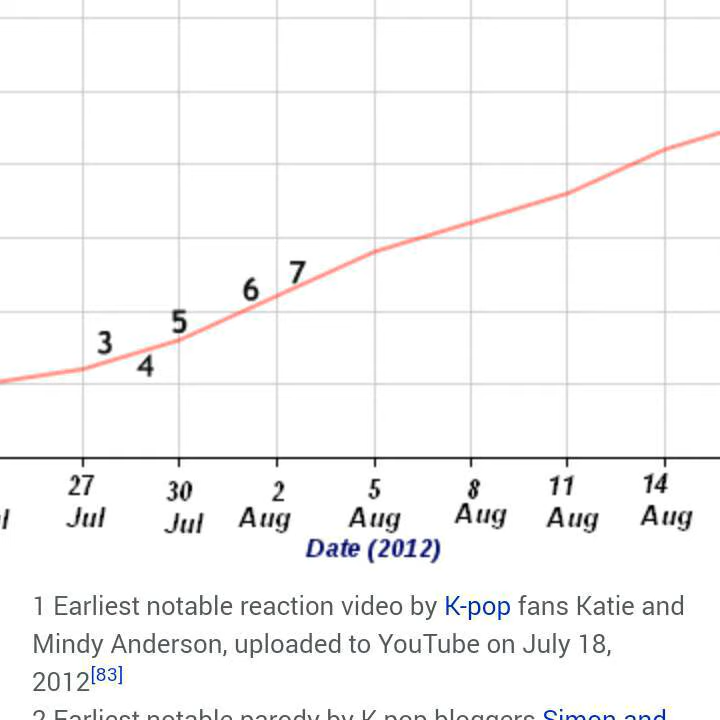 7
6
5
3
4
27 30 2 5 8 11 14
Jul Jul Aug Aug Aug Aug Aug
Date (2012)
1 Earliest notable reaction video by K-pop fans Katie and
Mindy Anderson, uploaded to YouTube on July 18,
2012[83]
2 Earliest notable parody by K-pop bloggers Simon and